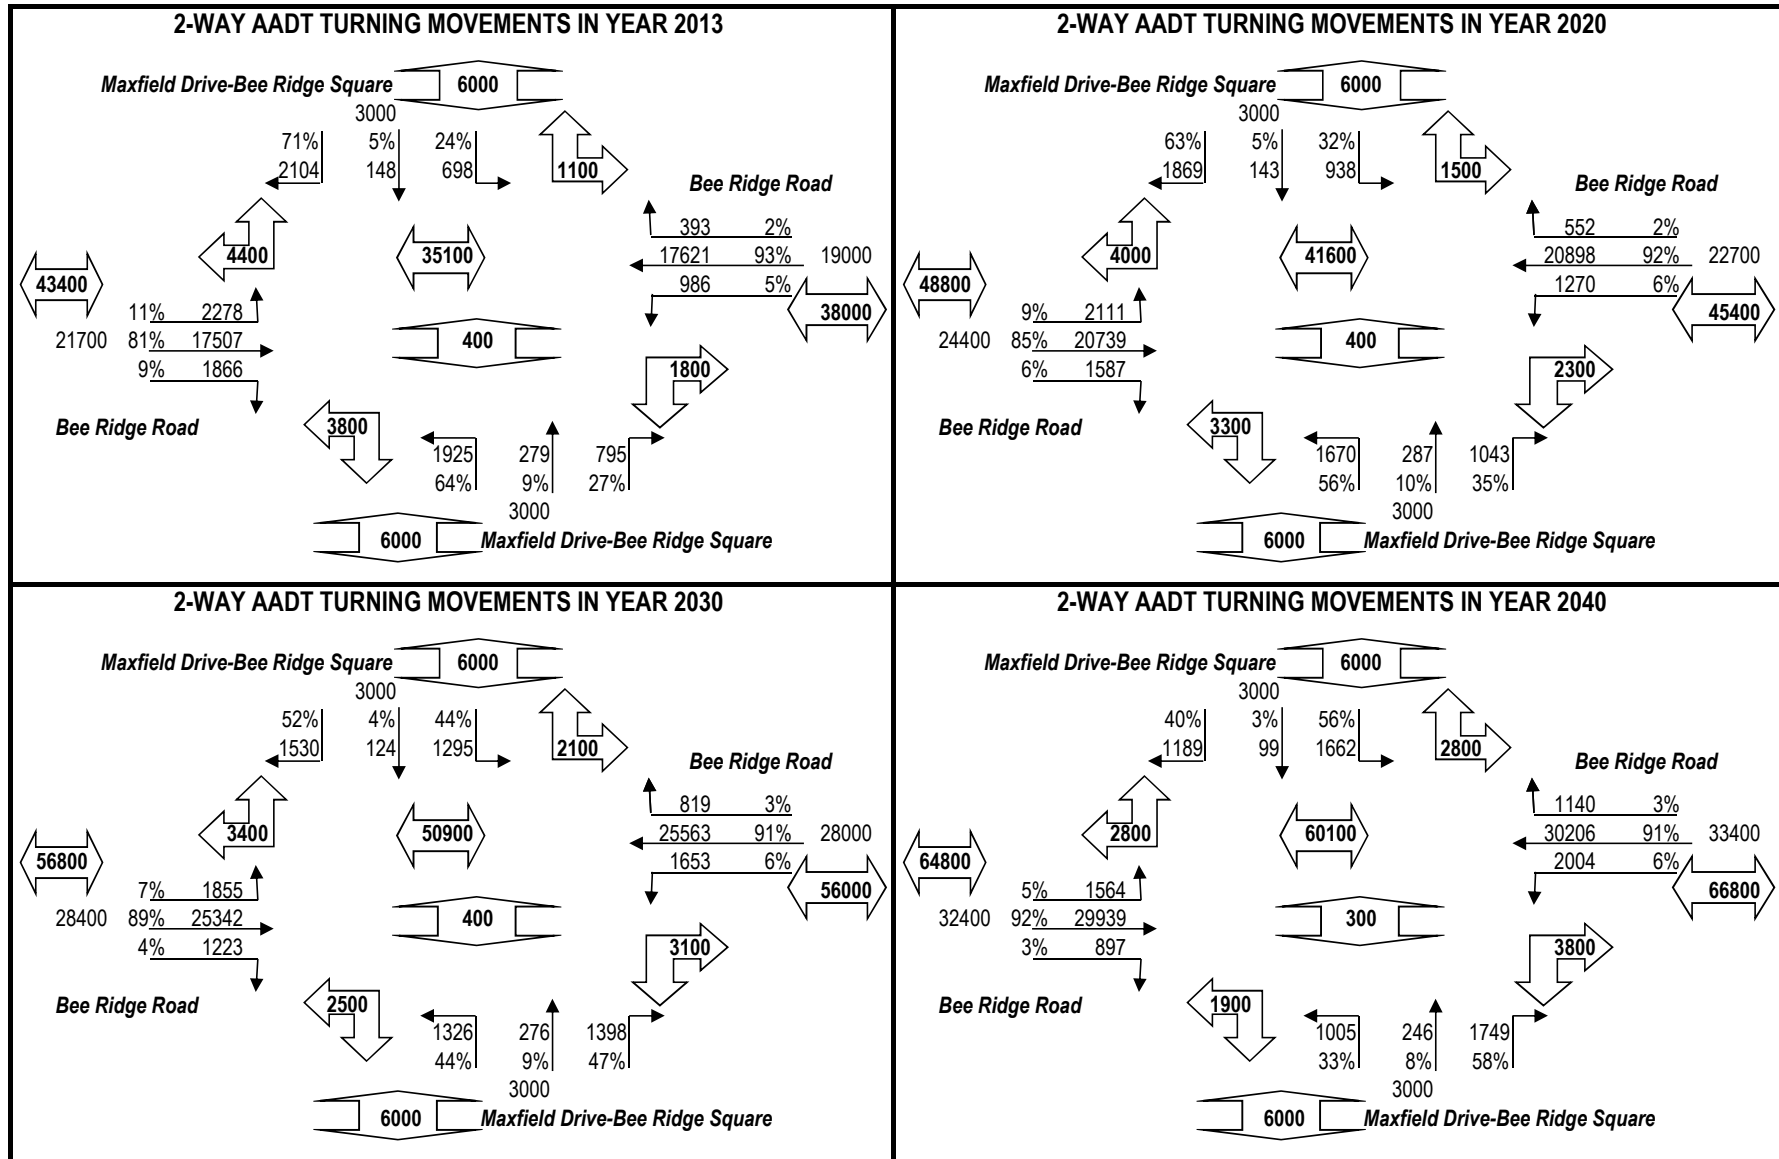 2-WAY AADT TURNING MOVEMENTS IN YEAR 2013
Maxfield Drive-Bee Ridge Square 6000
3000
71% 5% 24%
2104 148 698 1100
Bee Ridge Road
393 2%
4400 35100 17621 93% 19000
43400 986 5%
11% 2278 38000
21700 81% 17507 400
9% 1866 1800
Bee Ridge Road 3800
1925 279 795
64% 9% 27%
3000
6000 Maxfield Drive-Bee Ridge Square
2-WAY AADT TURNING MOVEMENTS IN YEAR 2020
Maxfield Drive-Bee Ridge Square 6000
3000
63% 5% 32%
1869 143 938 1500
Bee Ridge Road
552 2%
4000 41600 20898 92% 22700
48800 1270 6%
9% 2111 45400
24400 85% 20739 400
6% 1587 2300
Bee Ridge Road 3300
1670 287 1043
56% 10% 35%
3000
6000 Maxfield Drive-Bee Ridge Square
2-WAY AADT TURNING MOVEMENTS IN YEAR 2030
Maxfield Drive-Bee Ridge Square 6000
3000
52% 4% 44%
1530 124 1295 2100
Bee Ridge Road
819 3%
3400 50900 25563 91% 28000
56800 1653 6%
7% 1855 56000
28400 89% 25342 400
4% 1223 3100
Bee Ridge Road 2500
1326 276 1398
44% 9% 47%
3000
6000 Maxfield Drive-Bee Ridge Square
2-WAY AADT TURNING MOVEMENTS IN YEAR 2040
Maxfield Drive-Bee Ridge Square 6000
3000
40% 3% 56%
1189 99 1662 2800
Bee Ridge Road
1140 3%
2800 60100 30206 91% 33400
64800 2004 6%
5% 1564 66800
32400 92% 29939 300
3% 897 3800
Bee Ridge Road 1900
1005 246 1749
33% 8% 58%
3000
6000 Maxfield Drive-Bee Ridge Square